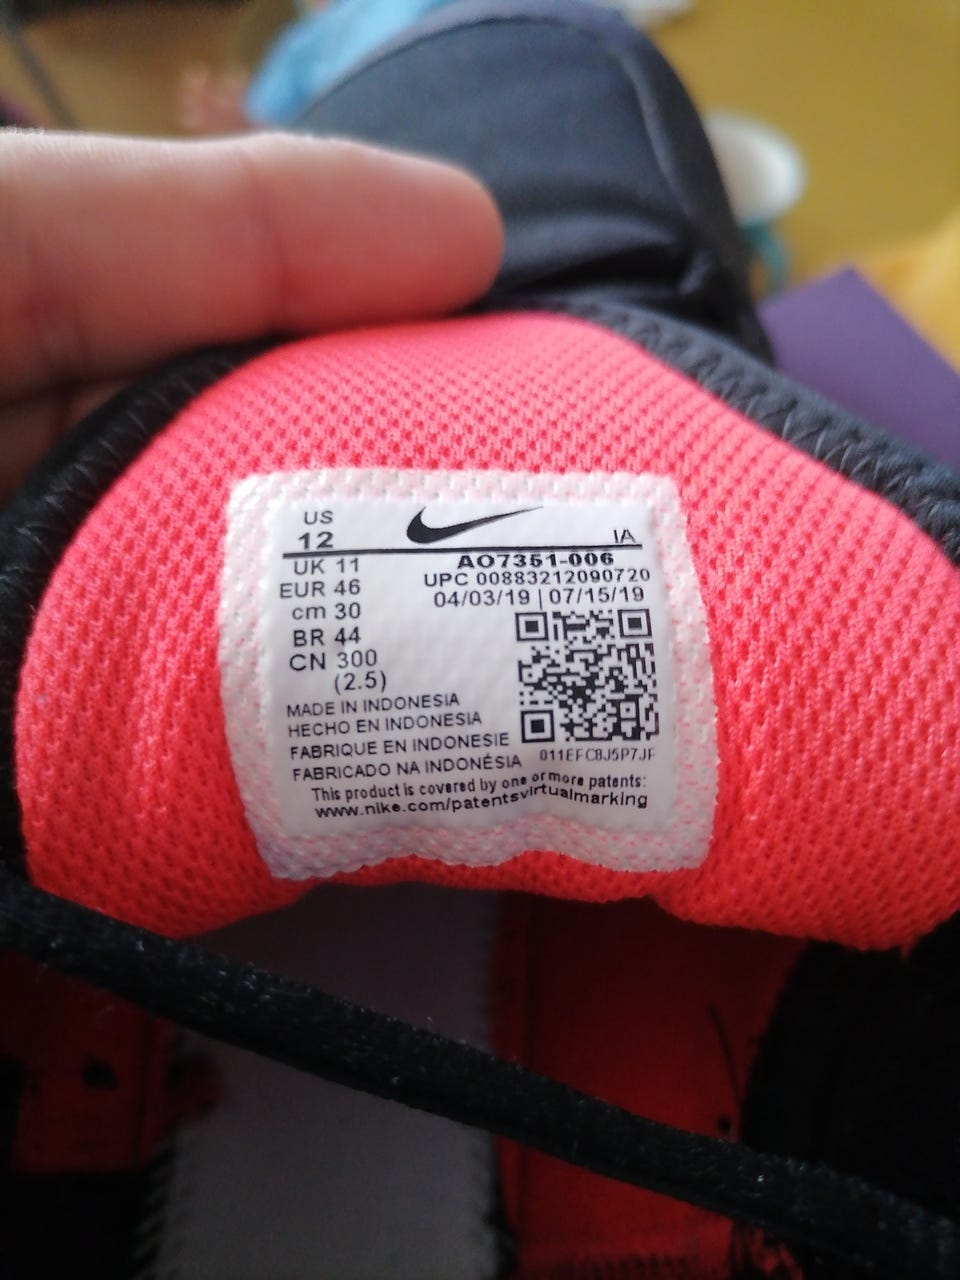 US
12
IA
UK 11
EUR 46
cm 30
BR 44
CN 300
(2.5)
AO7351-006
UPC 00883212090720
04/03/19 | 07/15/19
011EFC8J5P7JF
MADE IN INDONESIA
HECHO EN INDONESIA
FABRIQUE EN INDONESIE
FABRICADO NA INDONÉSIA
This product is covered by one or more patents:
www.nike.com/patentsvirtualmarking